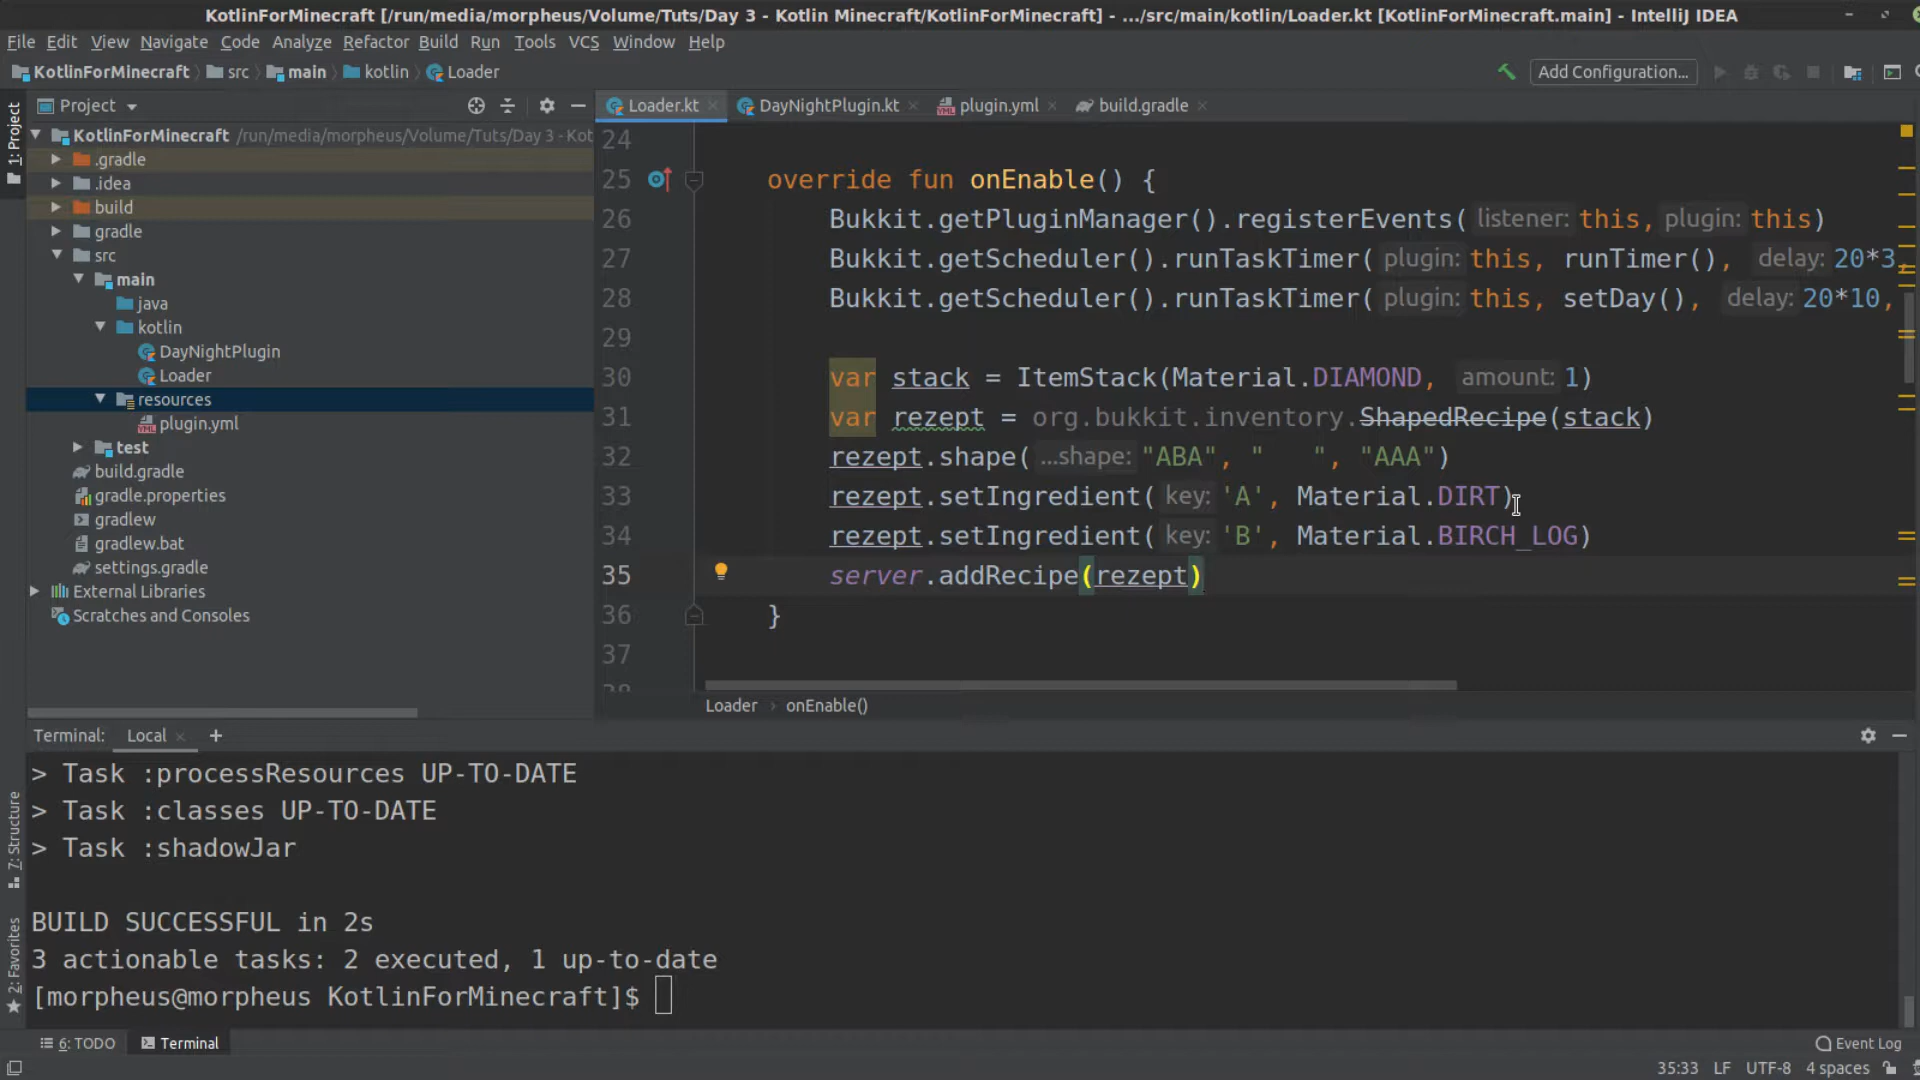 KotlinForMinecraft [/run/media/morpheus/Volume/Tuts/Day 3 - Kotlin Minecraft/KotlinForMinecraft] - .../src/main/kotlin/Loader.kt [KotlinForMinecraft.main] - IntelliJ IDEA
File Edit View Navigate Code Analyze Refactor Build Run Tools VCS Window Help
KotlinForMinecraft src main kotlin Loader Add Configuration...
1: Project
Project
KotlinForMinecraft /run/media/morpheus/Volume/Tuts/Day 3 - Kot
.gradle
.idea
build
gradle
src
main
java
kotlin
DayNightPlugin
Loader
resources
plugin.yml
test
build.gradle
gradle.properties
gradlew
gradlew.bat
settings.gradle
External Libraries
Scratches and Consoles
Loader.kt DayNightPlugin.kt plugin.yml build.gradle
24
25 override fun onEnable() {
26 Bukkit.getPluginManager().registerEvents( listener: this, plugin: this)
27 Bukkit.getScheduler().runTaskTimer( plugin: this, runTimer(), delay: 20*3,
28 Bukkit.getScheduler().runTaskTimer( plugin: this, setDay(), delay: 20*10,
29
30 var stack = ItemStack(Material.DIAMOND, amount: 1)
31 var rezept = org.bukkit.inventory.ShapedRecipe(stack)
32 rezept.shape( ...shape: "ABA", "   ", "AAA")
33 rezept.setIngredient( key: 'A', Material.DIRT)
34 rezept.setIngredient( key: 'B', Material.BIRCH_LOG)
35 server.addRecipe(rezept)
36 }
37
Loader onEnable()
Terminal: Local +
> Task :processResources UP-TO-DATE
> Task :classes UP-TO-DATE
> Task :shadowJar
BUILD SUCCESSFUL in 2s
3 actionable tasks: 2 executed, 1 up-to-date
[morpheus@morpheus KotlinForMinecraft]$
7: Structure
2: Favorites
6: TODO Terminal Event Log
35:33 LF UTF-8 4 spaces